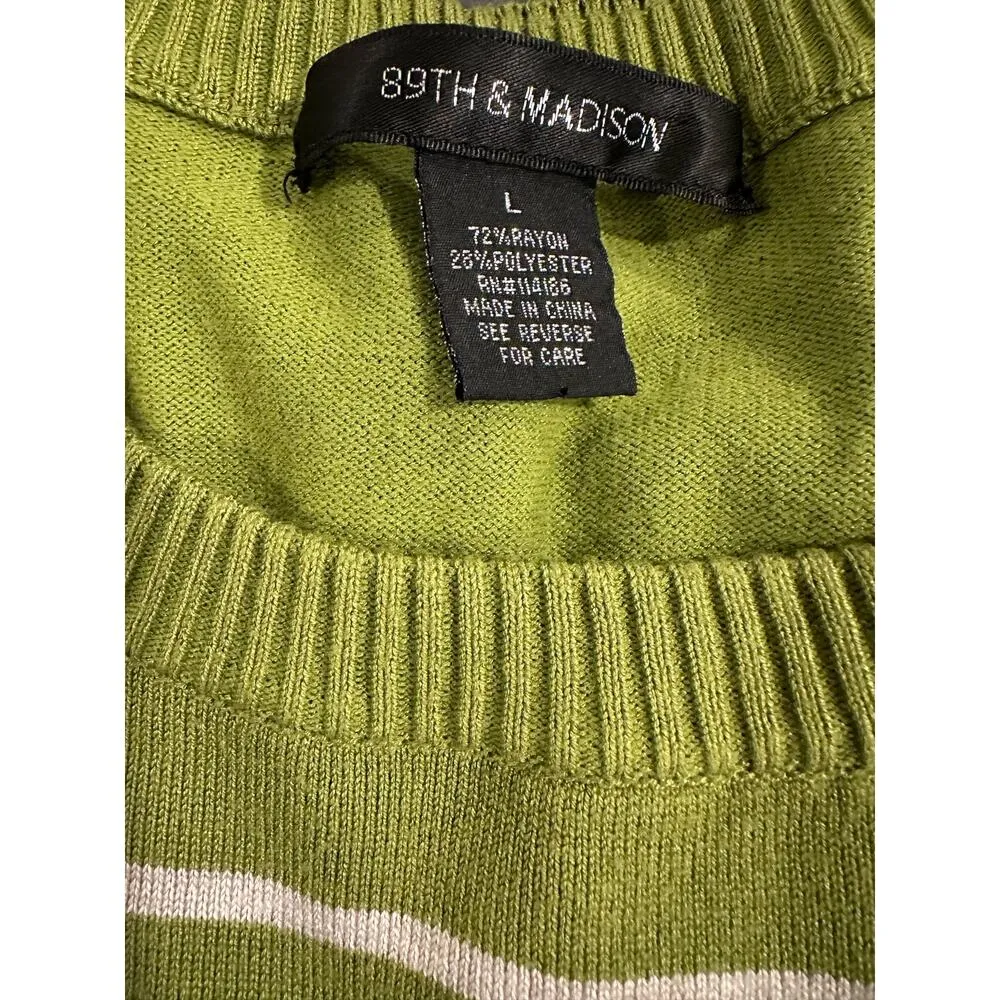 89TH & MADISON
L
72%RAYON
28%POLYESTER
RN#114186
MADE IN CHINA
SEE REVERSE
FOR CARE